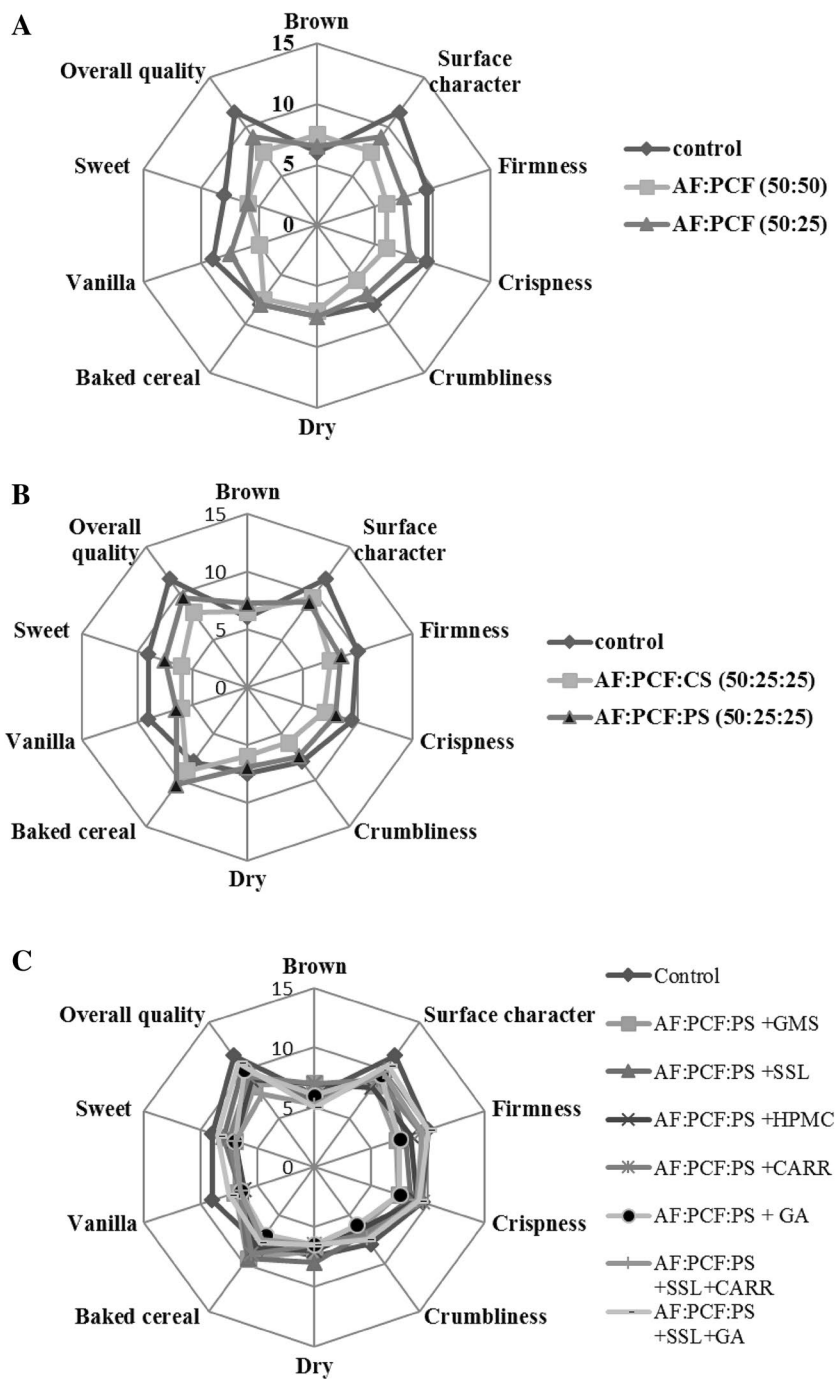 A
Brown
15
Overall quality
Surface
character
10
Sweet
5
Firmness
0
Vanilla
Crispness
Baked cereal
Crumbliness
Dry
control
AF:PCF (50:50)
AF:PCF (50:25)
B
Brown
15
Overall
quality
Surface
character
10
Sweet
5
Firmness
0
Vanilla
Crispness
Baked cereal
Crumbliness
Dry
control
AF:PCF:CS (50:25:25)
AF:PCF:PS (50:25:25)
C
Brown
15
Overall quality
Surface character
10
Sweet
5
Firmness
0
Vanilla
Crispness
Baked cereal
Crumbliness
Dry
Control
AF:PCF:PS +GMS
AF:PCF:PS +SSL
AF:PCF:PS +HPMC
AF:PCF:PS +CARR
AF:PCF:PS + GA
AF:PCF:PS
+SSL+CARR
AF:PCF:PS
+SSL+GA